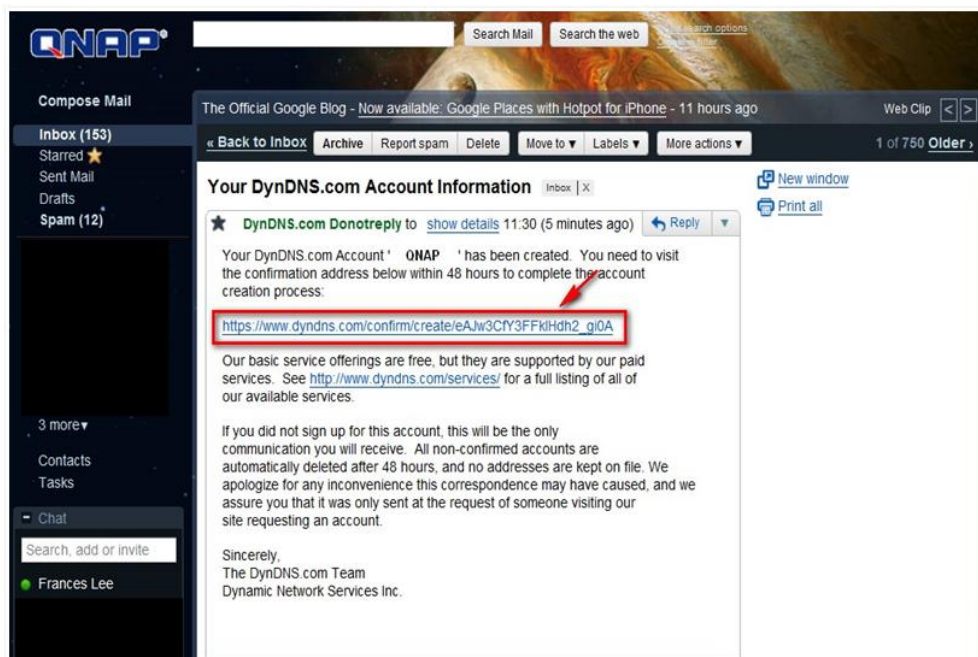 QNAP
Search Mail
Search the web
search options
Compose Mail
The Official Google Blog - Now available: Google Places with Hotpot for iPhone - 11 hours ago
Web Clip < >
Inbox (153)
Starred
Sent Mail
Drafts
Spam (12)
« Back to Inbox
Archive
Report spam
Delete
Move to ▼
Labels ▼
More actions ▼
1 of 750 Older ›
Your DynDNS.com Account Information
Inbox | X
New window
Print all
DynDNS.com Donotreply to show details 11:30 (5 minutes ago)
Reply
Your DynDNS.com Account ' QNAP ' has been created. You need to visit
the confirmation address below within 48 hours to complete the account
creation process:
https://www.dyndns.com/confirm/create/eAJw3CfY3FFklHdh2_gi0A
Our basic service offerings are free, but they are supported by our paid
services. See http://www.dyndns.com/services/ for a full listing of all of
our available services.
If you did not sign up for this account, this will be the only
communication you will receive. All non-confirmed accounts are
automatically deleted after 48 hours, and no addresses are kept on file. We
apologize for any inconvenience this correspondence may have caused, and we
assure you that it was only sent at the request of someone visiting our
site requesting an account.
Sincerely,
The DynDNS.com Team
Dynamic Network Services Inc.
3 more▼
Contacts
Tasks
Chat
Search, add or invite
Frances Lee